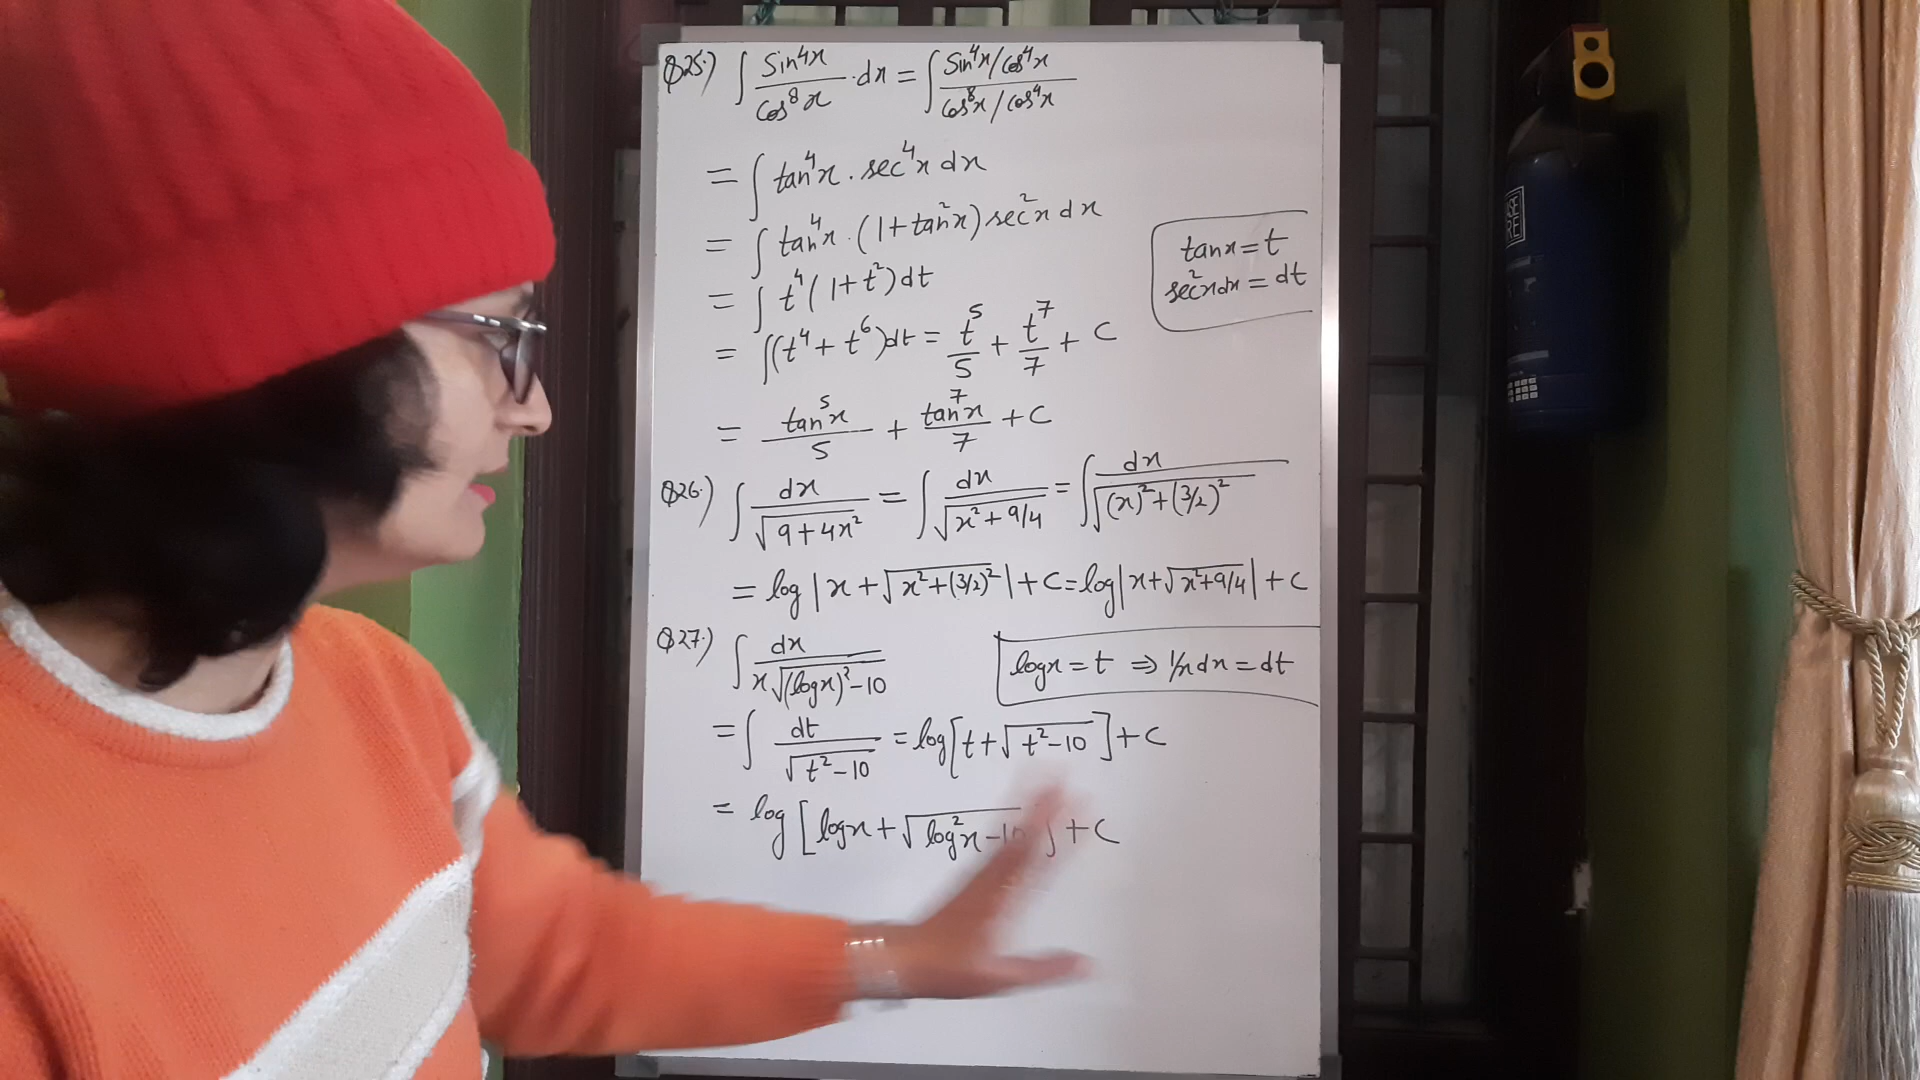 Q25.) ∫ Sin⁴x / Cos⁸x · dx = ∫ Sin⁴x/Cos⁴x / Cos⁸x/Cos⁴x
= ∫ tan⁴x . sec⁴x dx
= ∫ tan⁴x . (1+tan²x) sec²x dx
tanx = t
sec²x dx = dt
= ∫ t⁴(1+t²)dt
= ∫(t⁴ + t⁶)dt = t⁵/5 + t⁷/7 + C
= tan⁵x/5 + tan⁷x/7 + C
Q26.) ∫ dx/√(9+4x²) = ∫ dx/√(x²+9/4) = ∫ dx/√((x)²+(3/2)²)
= log |x+√(x²+(3/2)²)| + C = log|x+√(x²+9/4)| + C
Q27.) ∫ dx / x√((logx)²-10)
logx = t ⇒ 1/x dx = dt
= ∫ dt/√(t²-10) = log[t+√(t²-10)] + C
= log [logx+√(log²x-10)] + C